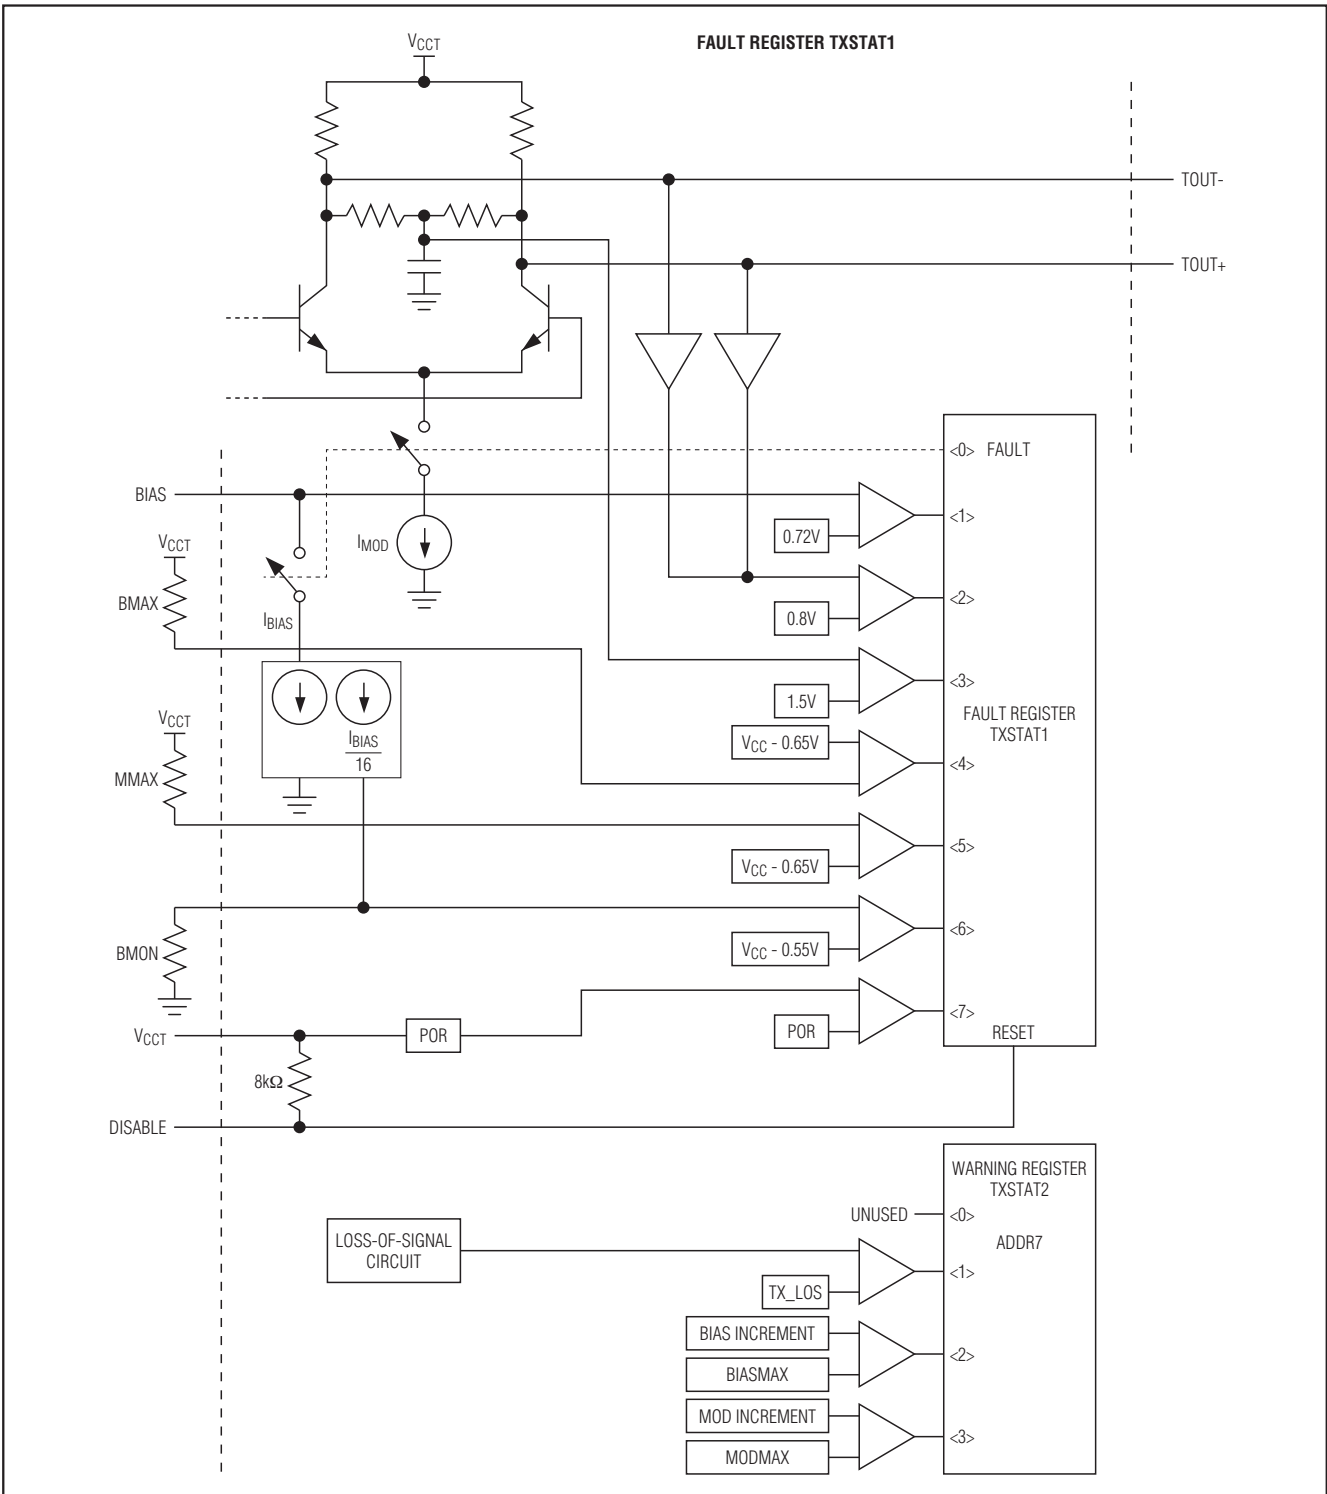 FAULT REGISTER TXSTAT1
VCCT
TOUT-
TOUT+
<0> FAULT
BIAS
<1>
0.72V
IMOD
VCCT
BMAX
<2>
0.8V
IBIAS
<3>
1.5V
FAULT REGISTER
TXSTAT1
VCCT
IBIAS
16
VCC - 0.65V
<4>
MMAX
<5>
VCC - 0.65V
<6>
BMON
VCC - 0.55V
<7>
VCCT
POR
POR
RESET
8kΩ
DISABLE
WARNING REGISTER
TXSTAT2
UNUSED
<0>
ADDR7
LOSS-OF-SIGNAL
CIRCUIT
<1>
TX_LOS
BIAS INCREMENT
<2>
BIASMAX
MOD INCREMENT
<3>
MODMAX